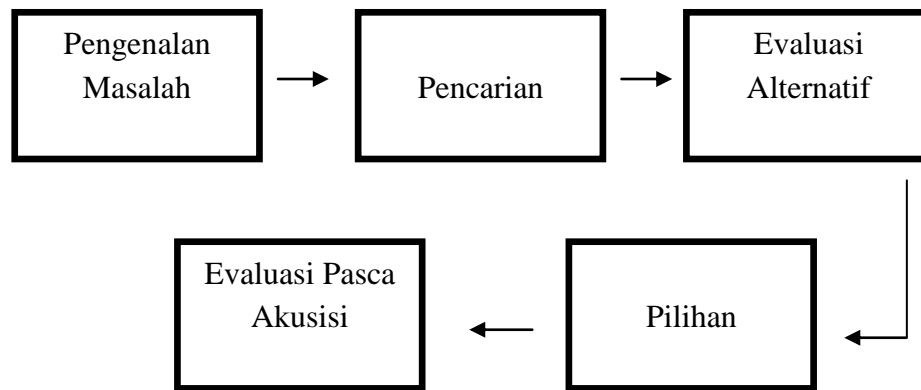 Pengenalan
Masalah
Pencarian
Evaluasi
Alternatif
Evaluasi Pasca
Akusisi
Pilihan